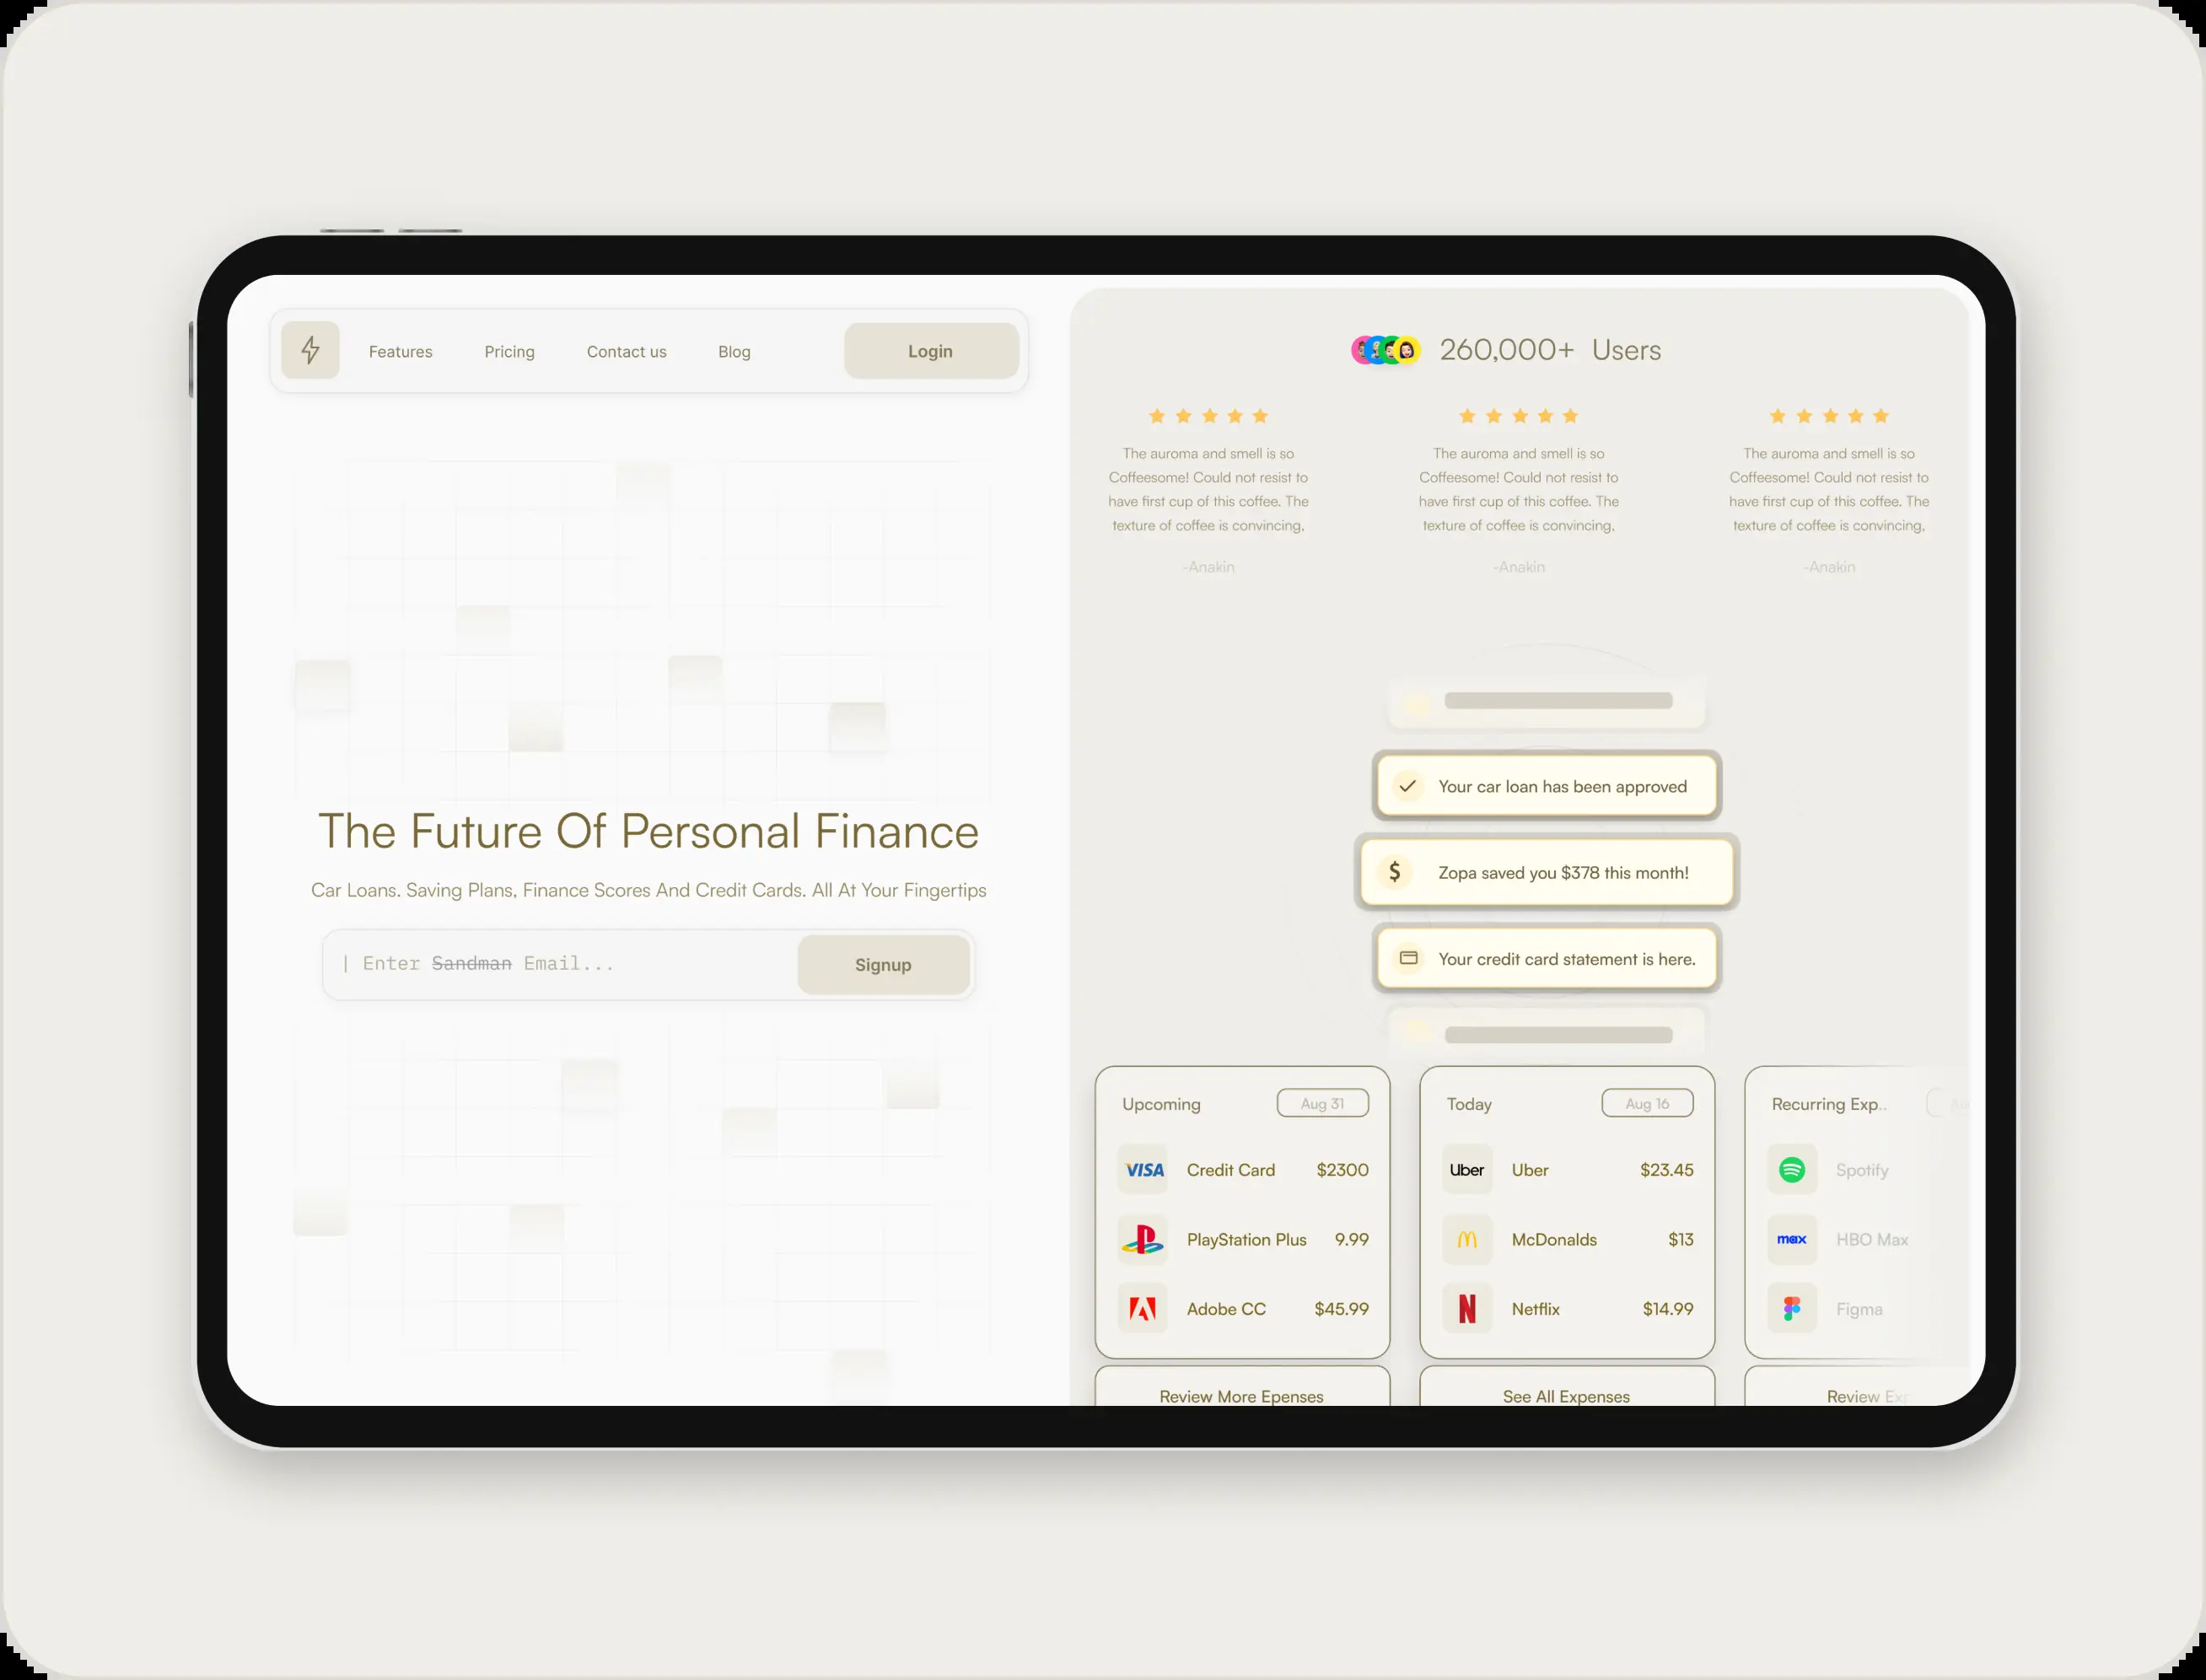 Features Pricing Contact us Blog Login
The Future Of Personal Finance
Car Loans. Saving Plans, Finance Scores And Credit Cards. All At Your Fingertips
| Enter Sandman Email... Signup
260,000+ Users
The auroma and smell is so
Coffeesome! Could not resist to
have first cup of this coffee. The
texture of coffee is convincing,
-Anakin
The auroma and smell is so
Coffeesome! Could not resist to
have first cup of this coffee. The
texture of coffee is convincing,
-Anakin
The auroma and smell is so
Coffeesome! Could not resist to
have first cup of this coffee. The
texture of coffee is convincing,
-Anakin
Your car loan has been approved
$ Zopa saved you $378 this month!
Your credit card statement is here.
Upcoming Aug 31
VISA Credit Card $2300
PlayStation Plus 9.99
Adobe CC $45.99
Review More Epenses
Today Aug 16
Uber Uber $23.45
McDonalds $13
Netflix $14.99
See All Expenses
Recurring Exp..
Spotify
max HBO Max
Figma
Review